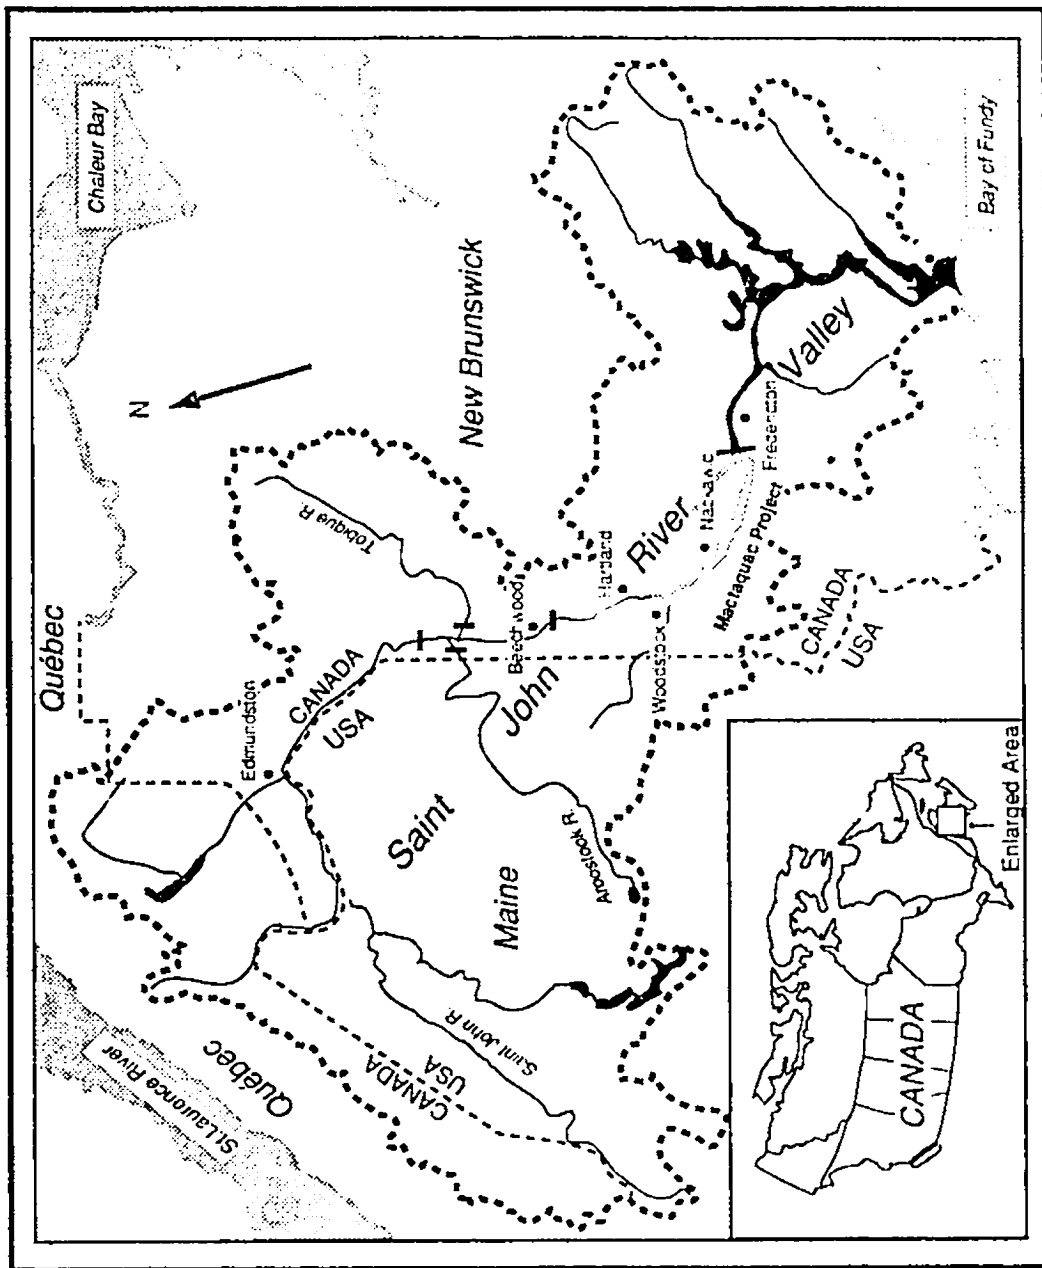 Chaleur Bay
Québec
N
New Brunswick
Bay of Fundy
Tobique R.
Edmundston
CANADA
USA
Beechwood
Hartland
River
Nackawic
Fredericton
Valley
Mactaquac Project
Woodstock
CANADA
USA
John
Saint
Maine
Aroostook R.
Saint John R.
CANADA
USA
Québec
St. Lawrence River
CANADA
Enlarged Area